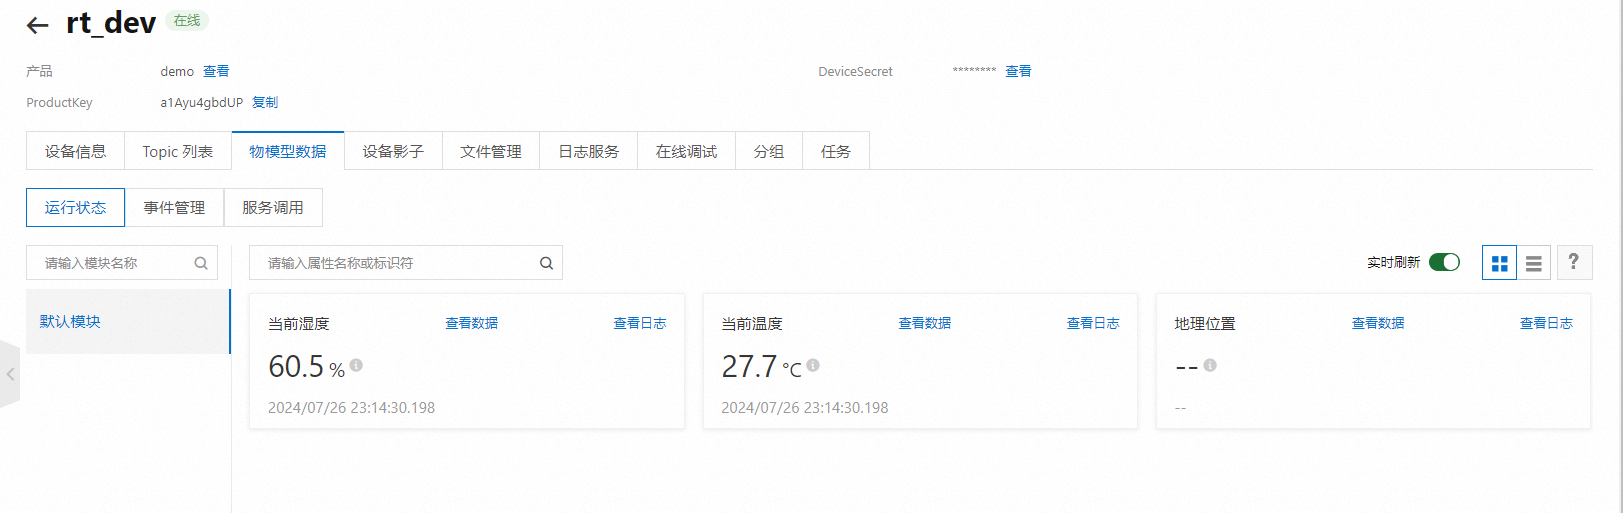 rt_dev 在线
产品 demo 查看 DeviceSecret ******** 查看
ProductKey a1Ayu4gbdUP 复制
设备信息 Topic 列表 物模型数据 设备影子 文件管理 日志服务 在线调试 分组 任务
运行状态 事件管理 服务调用
请输入模块名称 请输入属性名称或标识符 实时刷新 ?
默认模块
当前湿度 查看数据 查看日志
60.5 %
2024/07/26 23:14:30.198
当前温度 查看数据 查看日志
27.7 °C
2024/07/26 23:14:30.198
地理位置 查看数据 查看日志
--
--